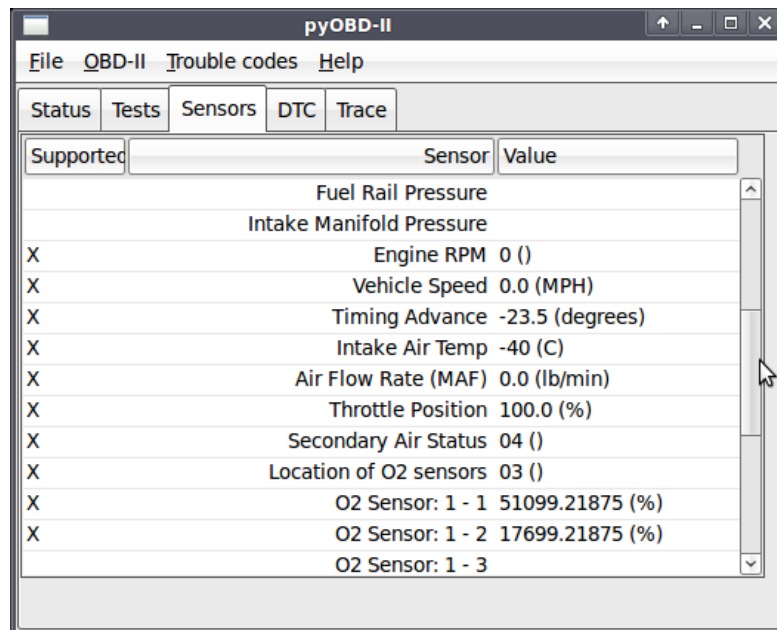 pyOBD-II
File OBD-II Trouble codes Help
Status Tests Sensors DTC Trace
Supported Sensor Value
Fuel Rail Pressure
Intake Manifold Pressure
X Engine RPM 0 ()
X Vehicle Speed 0.0 (MPH)
X Timing Advance -23.5 (degrees)
X Intake Air Temp -40 (C)
X Air Flow Rate (MAF) 0.0 (lb/min)
X Throttle Position 100.0 (%)
X Secondary Air Status 04 ()
X Location of O2 sensors 03 ()
X O2 Sensor: 1 - 1 51099.21875 (%)
X O2 Sensor: 1 - 2 17699.21875 (%)
O2 Sensor: 1 - 3